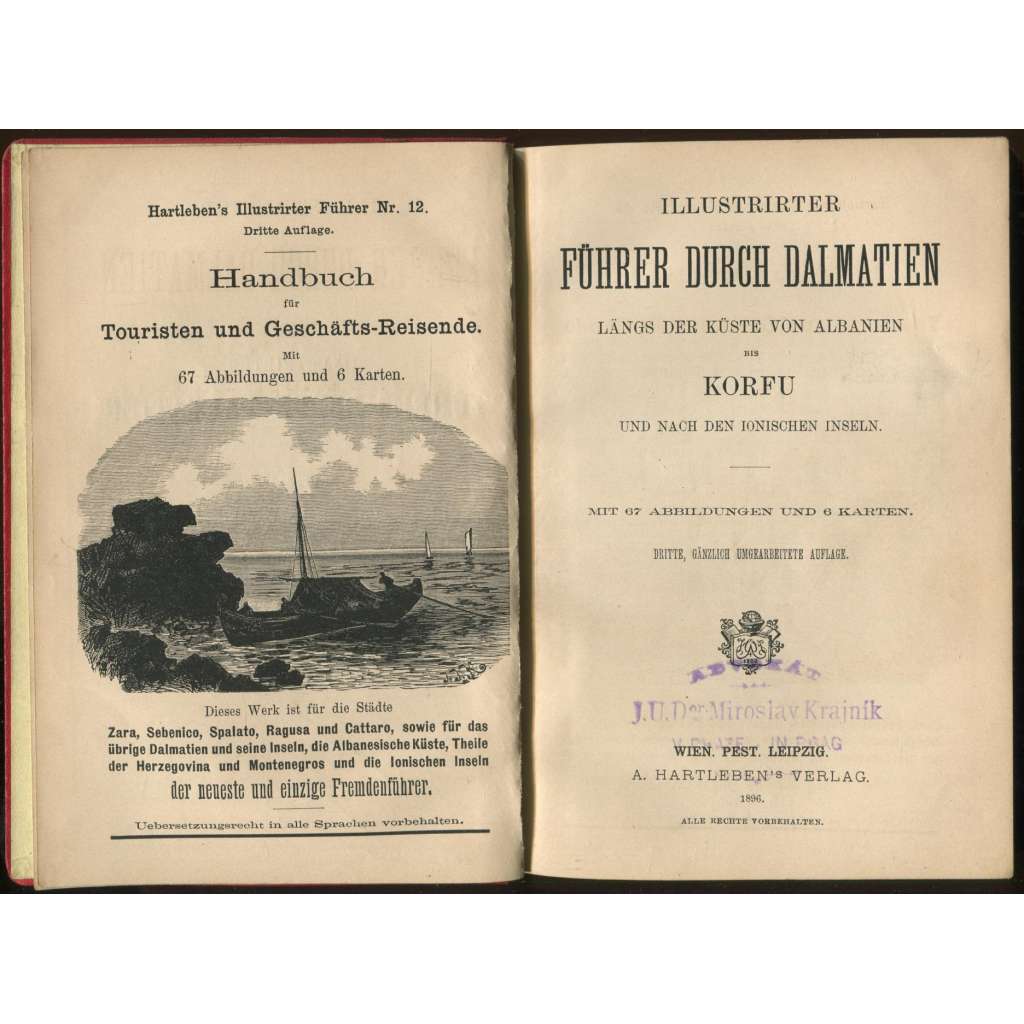 Hartleben's Illustrirter Führer Nr. 12.
Dritte Auflage.
Handbuch
für
Touristen und Geschäfts-Reisende.
Mit
67 Abbildungen und 6 Karten.
Dieses Werk ist für die Städte
Zara, Sebenico, Spalato, Ragusa und Cattaro, sowie für das
übrige Dalmatien und seine Inseln, die Albanesische Küste, Theile
der Herzegovina und Montenegros und die Ionischen Inseln
der neueste und einzige Fremdenführer.
Uebersetzungsrecht in alle Sprachen vorbehalten.
ILLUSTRIRTER
FÜHRER DURCH DALMATIEN
LÄNGS DER KÜSTE VON ALBANIEN
BIS
KORFU
UND NACH DEN IONISCHEN INSELN.
MIT 67 ABBILDUNGEN UND 6 KARTEN.
DRITTE, GÄNZLICH UMGEARBEITETE AUFLAGE.
ADVOKÁT
J.U.Dor. Miroslav Krajník
IN PRAG
WIEN. PEST. LEIPZIG.
A. HARTLEBEN'S VERLAG.
1896.
ALLE RECHTE VORBEHALTEN.